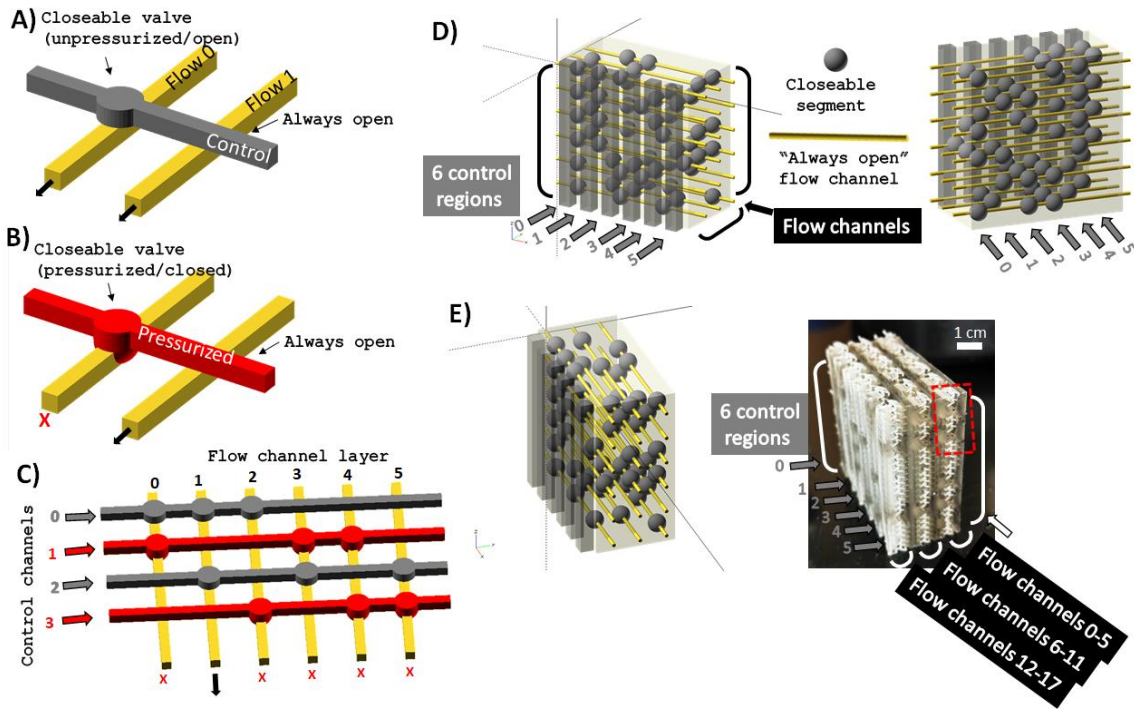 A)
Closeable valve
(unpressurized/open)
Flow 0
Flow 1
Always open
Control
B)
Closeable valve
(pressurized/closed)
Pressurized
Always open
X
C)
Flow channel layer
0 1 2 3 4 5
Control channels
0
1
2
3
X X X X X
D)
6 control
regions
0
1
2
3
4
5
Closeable
segment
"Always open"
flow channel
Flow channels
0
1
2
3
4
5
E)
6 control
regions
0
1
2
3
4
5
1 cm
Flow channels 0-5
Flow channels 6-11
Flow channels 12-17